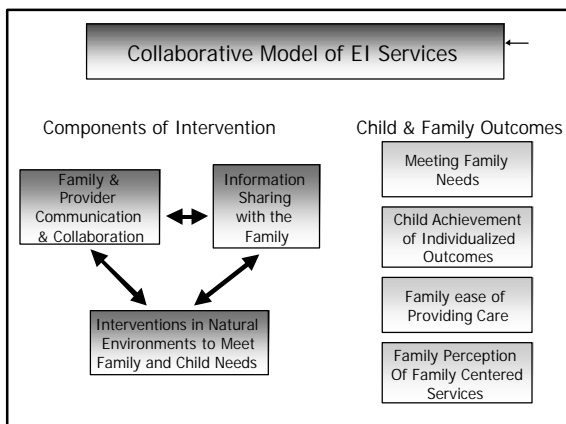 Collaborative Model of EI Services
Components of Intervention
Family &
Provider
Communication
& Collaboration
Information
Sharing
with the
Family
Interventions in Natural
Environments to Meet
Family and Child Needs
Child & Family Outcomes
Meeting Family
Needs
Child Achievement
of Individualized
Outcomes
Family ease of
Providing Care
Family Perception
Of Family Centered
Services